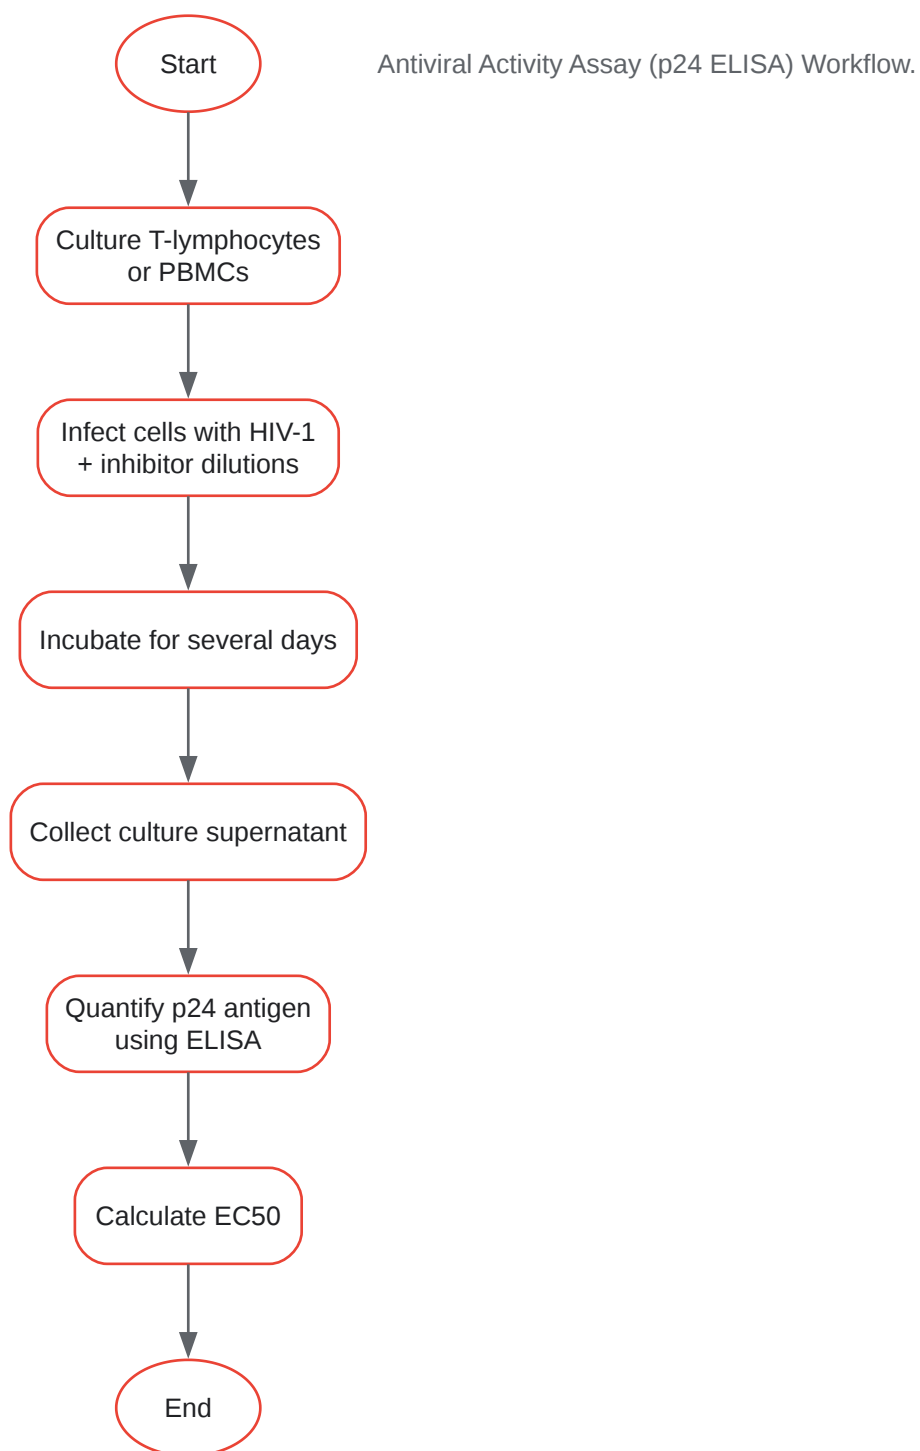 Start
Antiviral Activity Assay (p24 ELISA) Workflow.
Culture T-lymphocytes
or PBMCs
Infect cells with HIV-1
+ inhibitor dilutions
Incubate for several days
Collect culture supernatant
Quantify p24 antigen
using ELISA
Calculate EC50
End